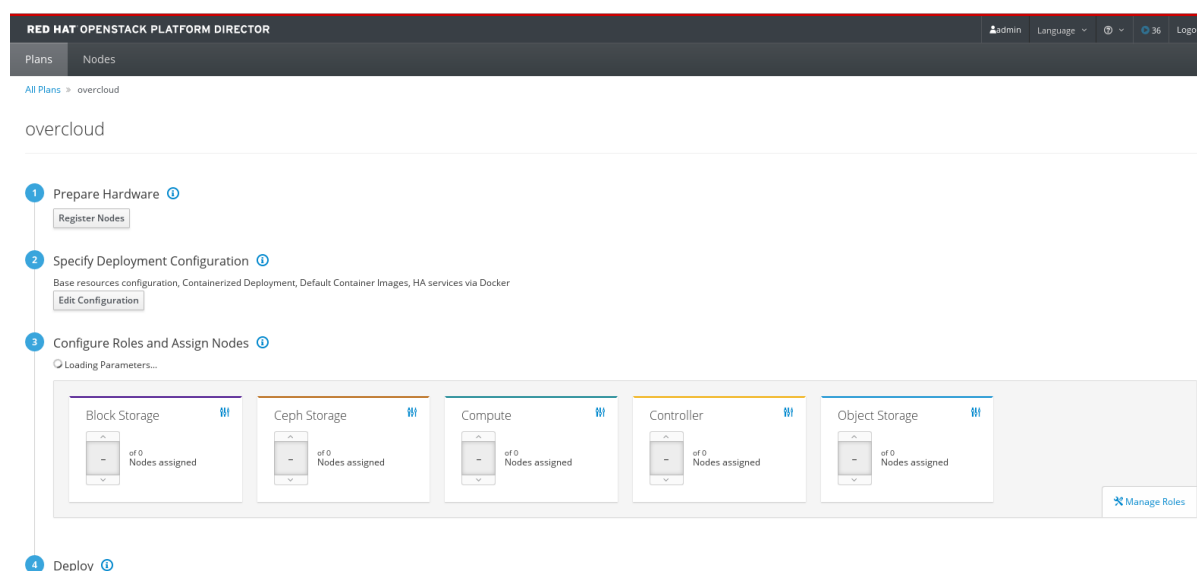 RED HAT OPENSTACK PLATFORM DIRECTOR
admin Language 36 Logo
Plans Nodes
All Plans » overcloud
overcloud
1 Prepare Hardware
Register Nodes
2 Specify Deployment Configuration
Base resources configuration, Containerized Deployment, Default Container Images, HA services via Docker
Edit Configuration
3 Configure Roles and Assign Nodes
Loading Parameters...
Block Storage
-
of 0
Nodes assigned
Ceph Storage
-
of 0
Nodes assigned
Compute
-
of 0
Nodes assigned
Controller
-
of 0
Nodes assigned
Object Storage
-
of 0
Nodes assigned
Manage Roles
4 Deploy